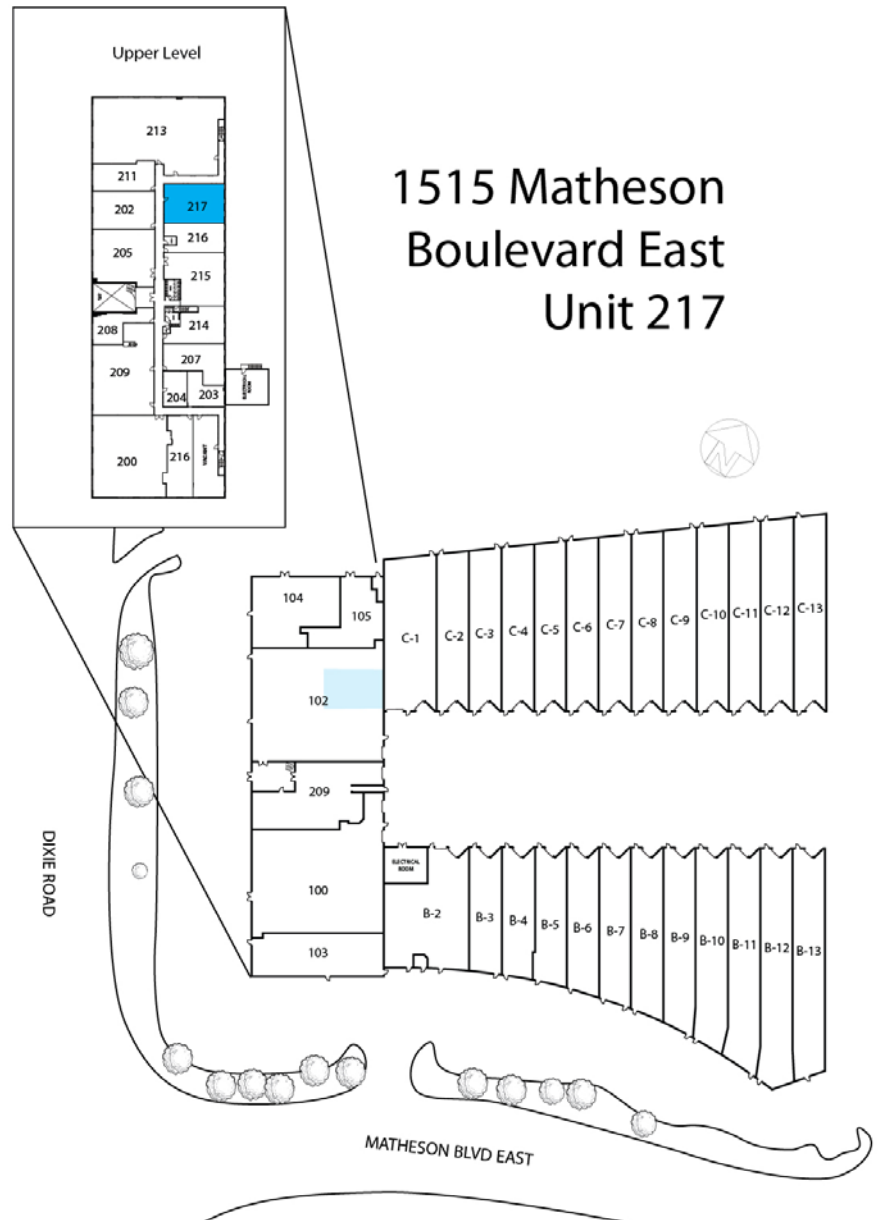 Upper Level
213
211
217
202
216
205
215
208
214
207
209
204
203
ELECTRICAL
ROOM
200
216
VACANT
1515 Matheson
Boulevard East
Unit 217
104
105
102
209
100
103
C-1
C-2
C-3
C-4
C-5
C-6
C-7
C-8
C-9
C-10
C-11
C-12
C-13
ELECTRICAL
ROOM
B-2
B-3
B-4
B-5
B-6
B-7
B-8
B-9
B-10
B-11
B-12
B-13
DIXIE ROAD
MATHESON BLVD EAST